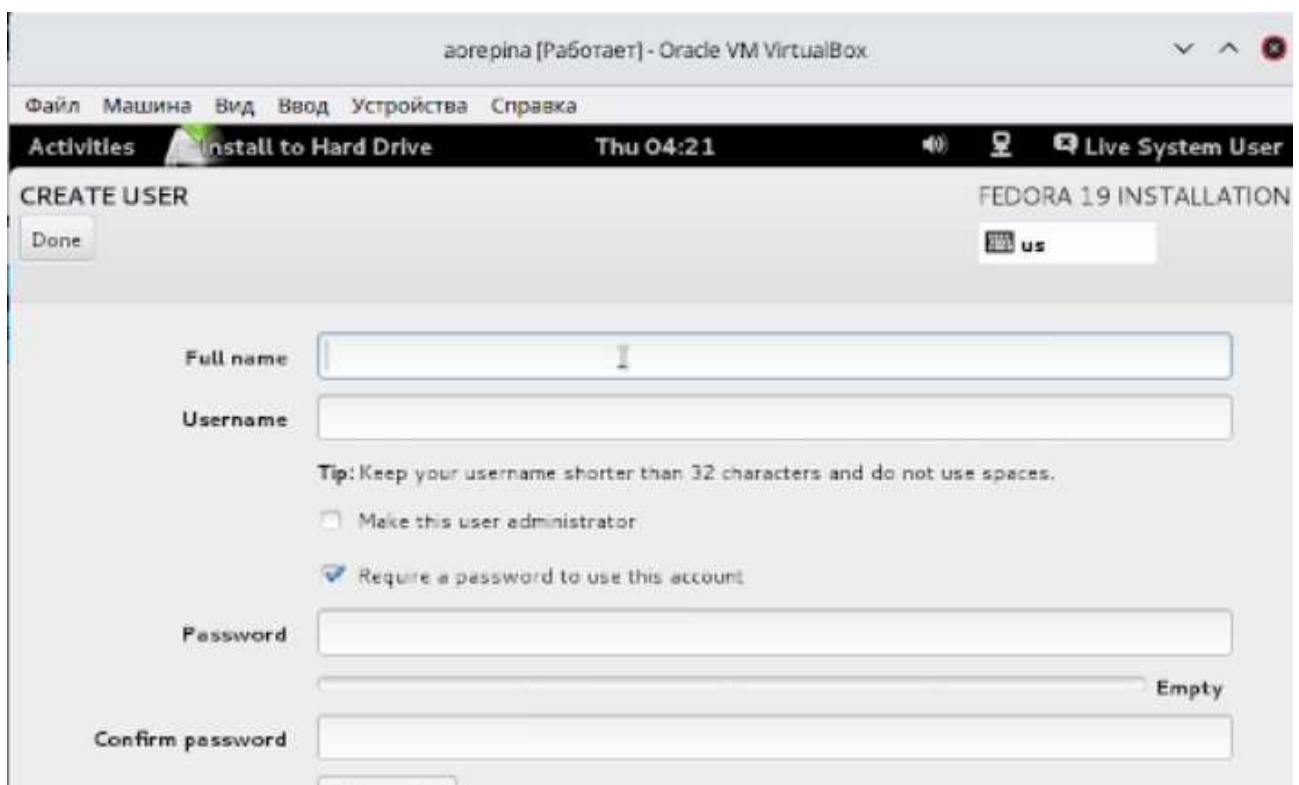 aorepina [Работает] - Oracle VM VirtualBox
Файл Машина Вид Ввод Устройства Справка
Activities Install to Hard Drive Thu 04:21 Live System User
CREATE USER FEDORA 19 INSTALLATION
Done us
Full name
Username
Tip: Keep your username shorter than 32 characters and do not use spaces.
Make this user administrator
Require a password to use this account
Password
Empty
Confirm password